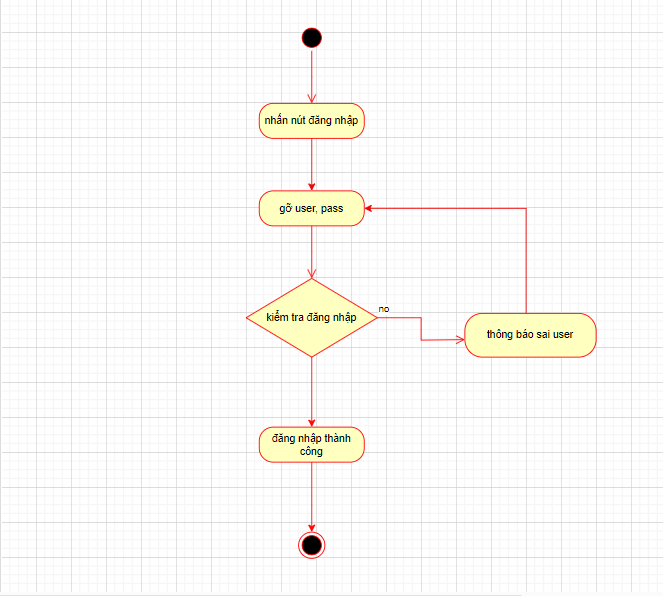 nhấn nút đăng nhập
gỡ user, pass
kiểm tra đăng nhập
no
thông báo sai user
đăng nhập thành
công